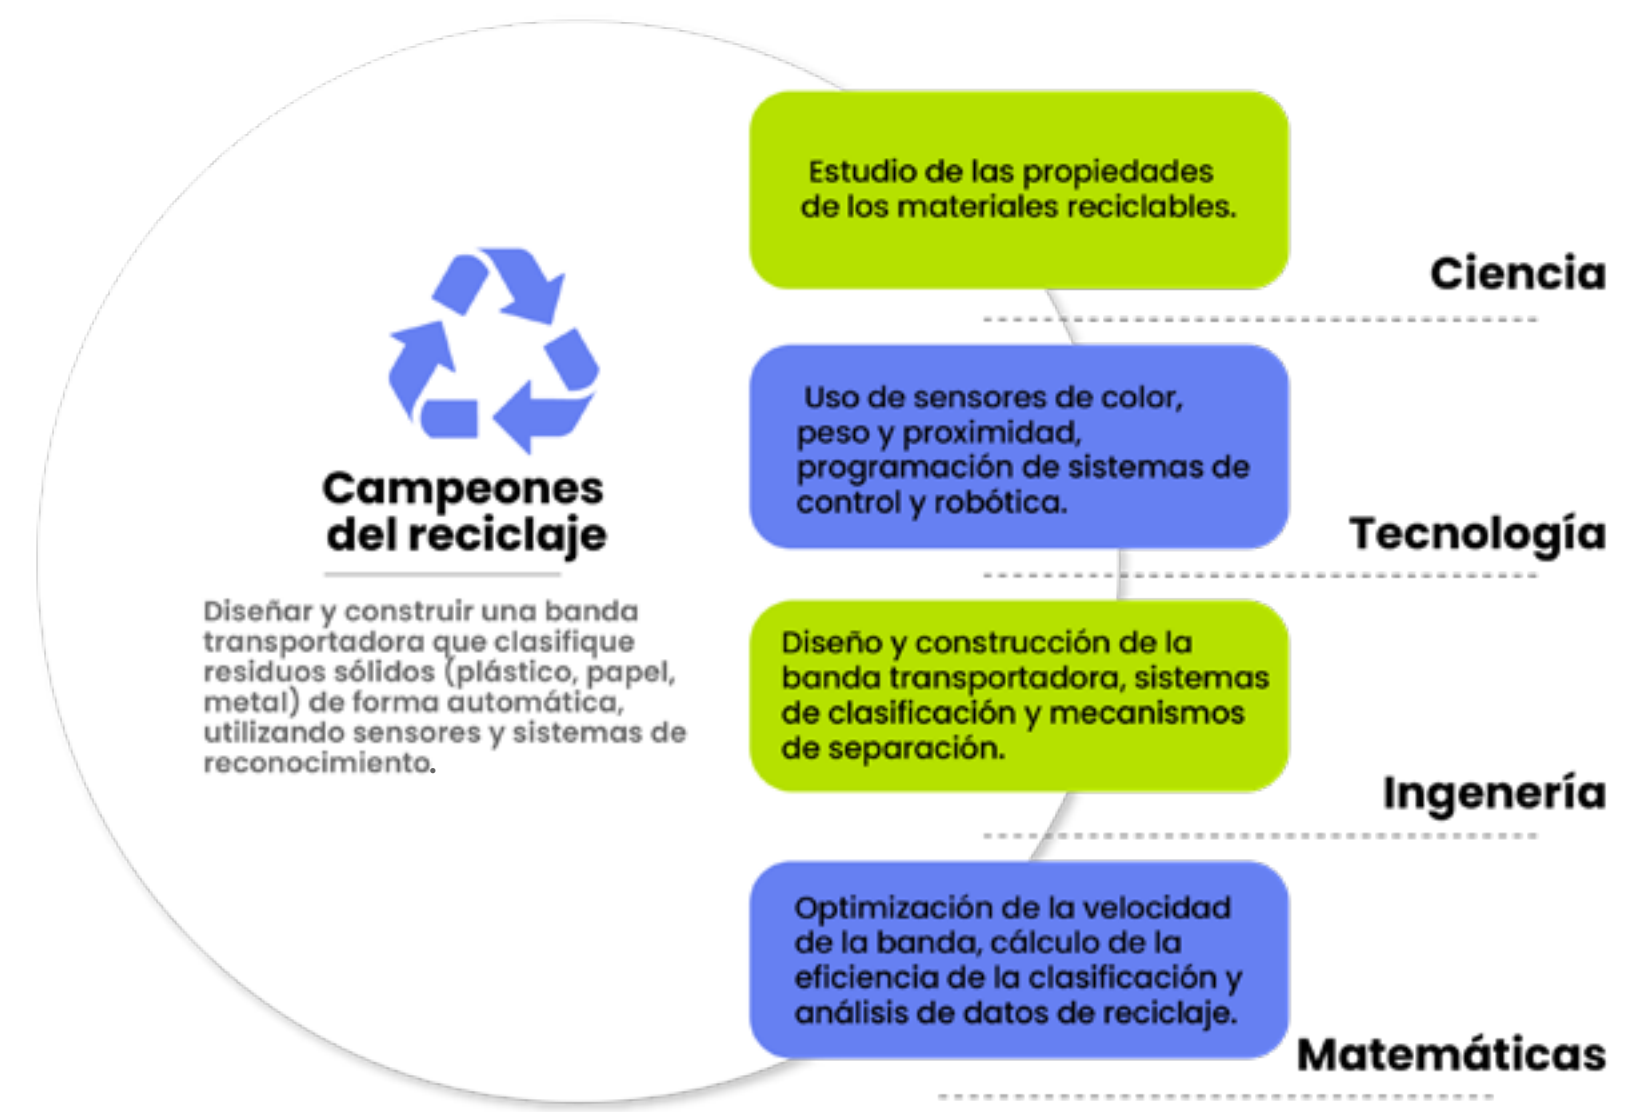 Campeones
del reciclaje
Diseñar y construir una banda
transportadora que clasifique
residuos sólidos (plástico, papel,
metal) de forma automática,
utilizando sensores y sistemas de
reconocimiento.
Estudio de las propiedades
de los materiales reciclables.
Ciencia
Uso de sensores de color,
peso y proximidad,
programación de sistemas de
control y robótica.
Tecnología
Diseño y construcción de la
banda transportadora, sistemas
de clasificación y mecanismos
de separación.
Ingenería
Optimización de la velocidad
de la banda, cálculo de la
eficiencia de la clasificación y
análisis de datos de reciclaje.
Matemáticas